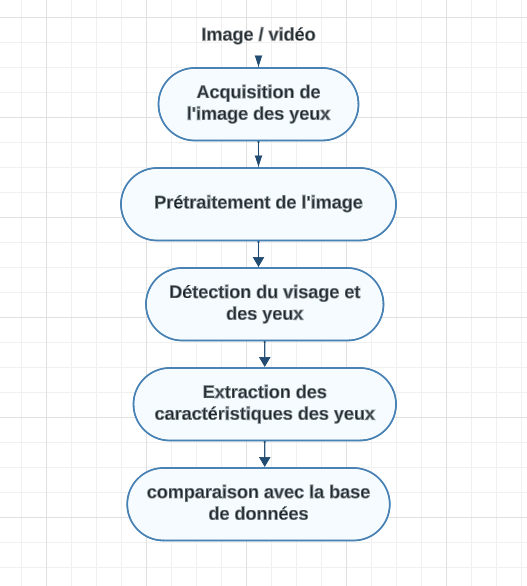 Image / vidéo
Acquisition de
l'image des yeux
Prétraitement de l'image
Détection du visage et
des yeux
Extraction des
caractéristiques des yeux
comparaison avec la base
de données